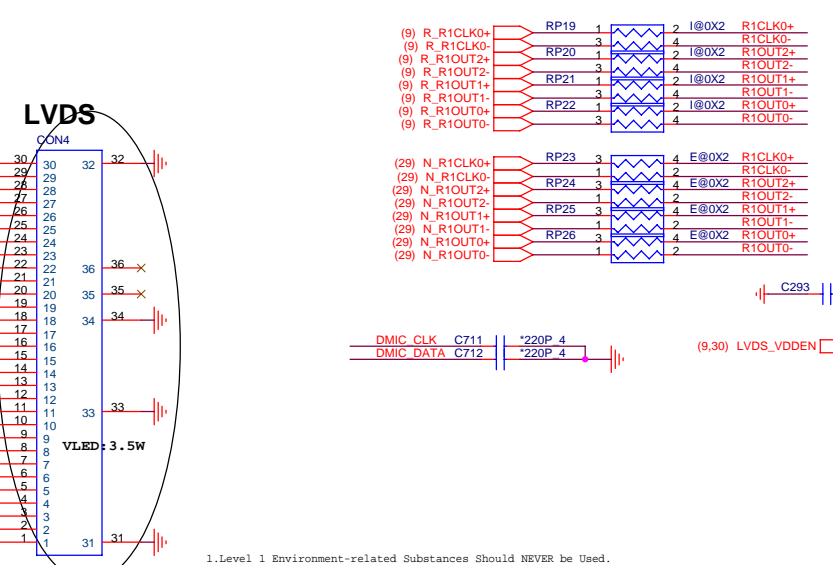 (9) R_R1CLK0+ RP19 1 2 I@0X2 R1CLK0+
(9) R_R1CLK0- 3 4 R1CLK0-
(9) R_R1OUT2+ RP20 1 2 I@0X2 R1OUT2+
(9) R_R1OUT2- 3 4 R1OUT2-
(9) R_R1OUT1+ RP21 1 2 I@0X2 R1OUT1+
(9) R_R1OUT1- 3 4 R1OUT1-
(9) R_R1OUT0+ RP22 1 2 I@0X2 R1OUT0+
(9) R_R1OUT0- 3 4 R1OUT0-
LVDS
CON4
30 30 32 32
29 29
28 28
27 27
26 26
25 25
24 24
23 23
22 22 36 36
21 21
20 20 35 35
19 19
18 18 34 34
17 17
16 16
15 15
14 14
13 13
12 12
11 11 33 33
10 10
9 9
8 8 VLED:3.5W
7 7
6 6
5 5
4 4
3 3
2 2
1 1 31 31
(29) N_R1CLK0+ RP23 3 4 E@0X2 R1CLK0+
(29) N_R1CLK0- 1 2 R1CLK0-
(29) N_R1OUT2+ RP24 3 4 E@0X2 R1OUT2+
(29) N_R1OUT2- 1 2 R1OUT2-
(29) N_R1OUT1+ RP25 3 4 E@0X2 R1OUT1+
(29) N_R1OUT1- 1 2 R1OUT1-
(29) N_R1OUT0+ RP26 3 4 E@0X2 R1OUT0+
(29) N_R1OUT0- 1 2 R1OUT0-
C293
DMIC_CLK C711 *220P_4
DMIC_DATA C712 *220P_4
(9,30) LVDS_VDDEN
1.Level 1 Environment-related Substances Should NEVER be Used.